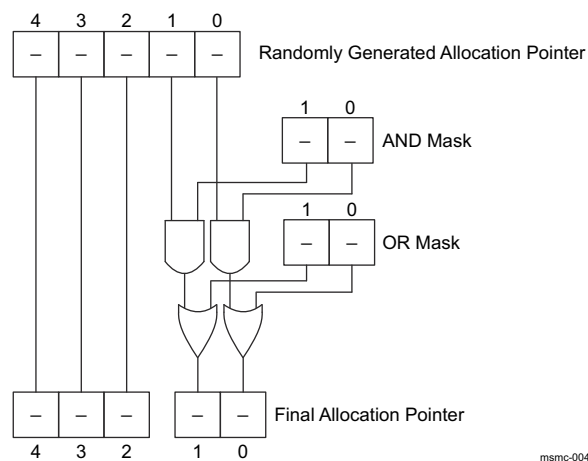 4 3 2 1 0
– – – – – Randomly Generated Allocation Pointer
1 0
– – AND Mask
1 0
– – OR Mask
– – – – – Final Allocation Pointer
4 3 2 1 0
msmc-004